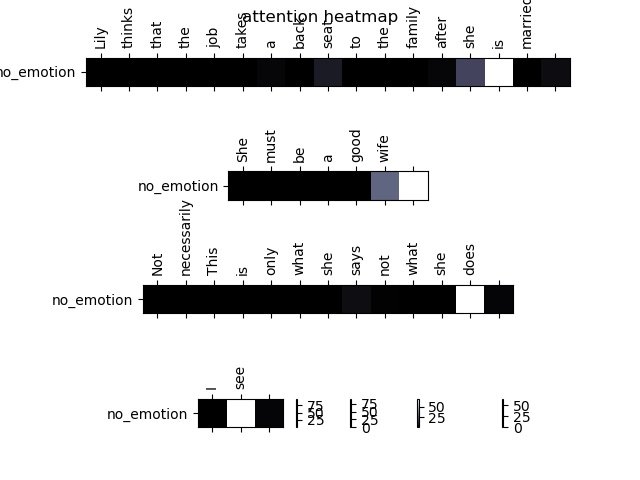 attention heatmap
Lily thinks that the job takes a back seat to the family after she is married
no_emotion
She must be a good wife
no_emotion
Not necessarily This is only what she says not what she does
no_emotion
I see
no_emotion
75 50 25
75 50 25 0
50 25
50 25 0